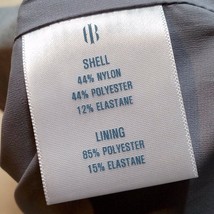 SHELL
44% NYLON
44% POLYESTER
12% ELASTANE
LINING
85% POLYESTER
15% ELASTANE